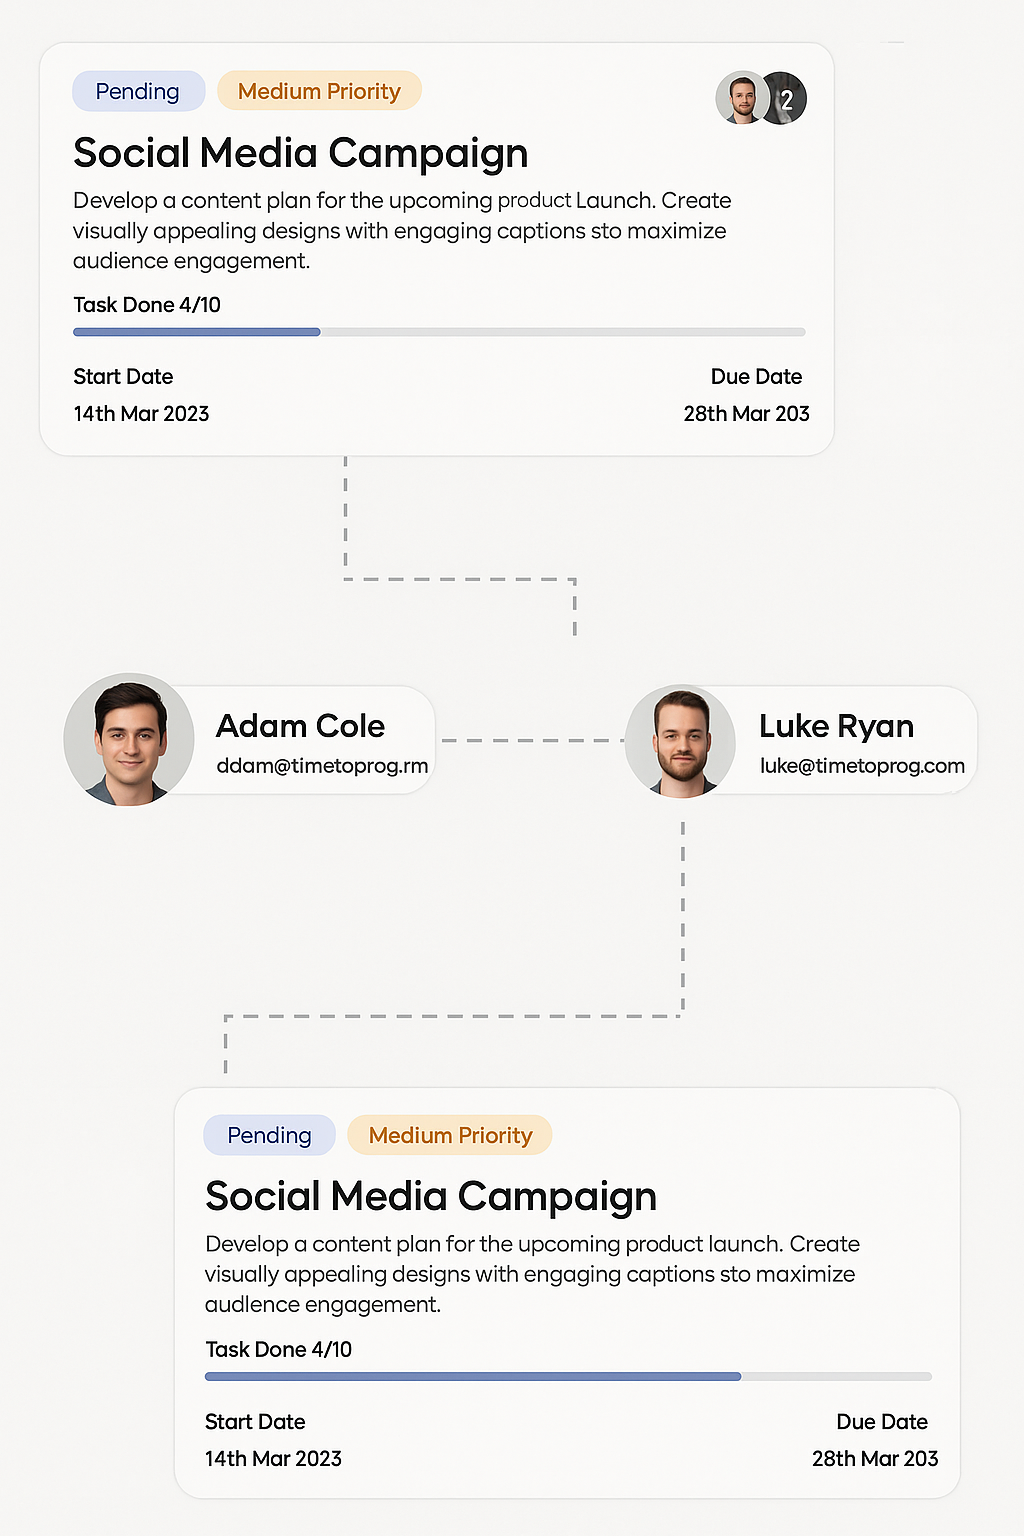 Pending
Medium Priority
2
Social Media Campaign
Develop a content plan for the upcoming product Launch. Create
visually appealing designs with engaging captions sto maximize
audience engagement.
Task Done 4/10
Start Date
Due Date
14th Mar 2023
28th Mar 203
Adam Cole
ddam@timetoprog.rm
Luke Ryan
luke@timetoprog.com
Pending
Medium Priority
Social Media Campaign
Develop a content plan for the upcoming product launch. Create
visually appealing designs with engaging captions sto maximize
audlence engagement.
Task Done 4/10
Start Date
Due Date
14th Mar 2023
28th Mar 203